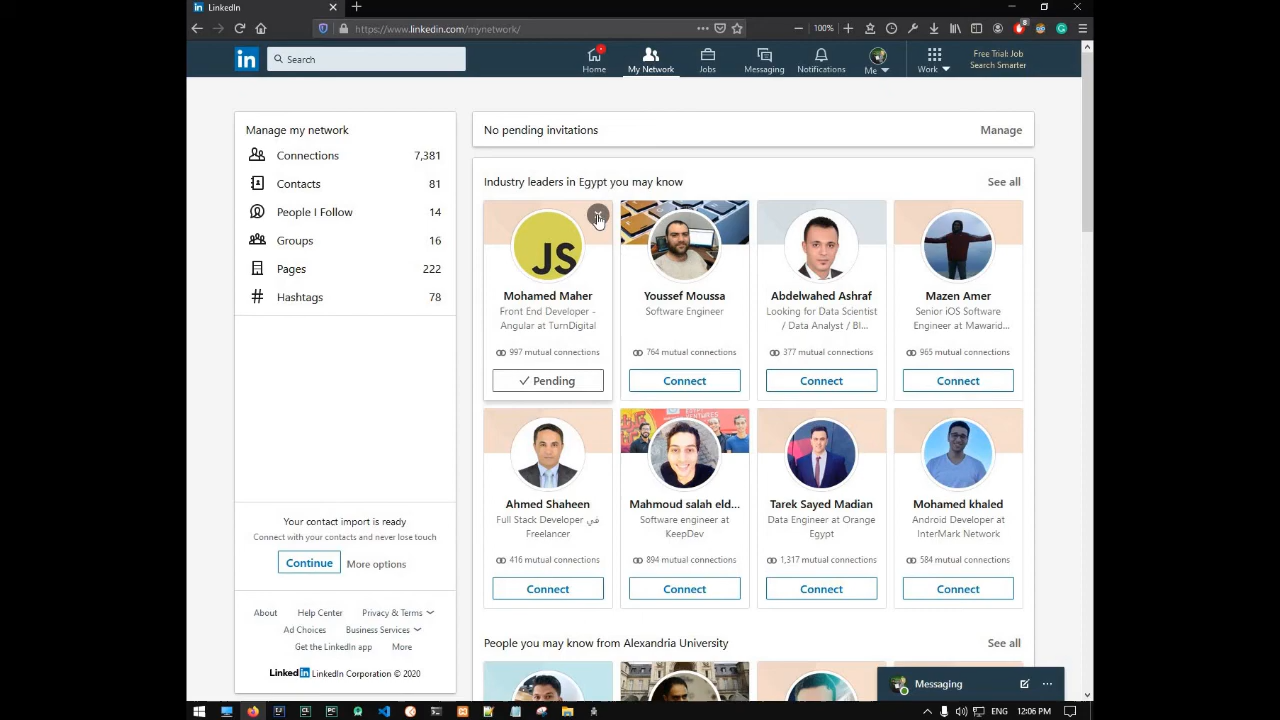 LinkedIn
https://www.linkedin.com/mynetwork/
100%
8
in
Search
Home
My Network
Jobs
Messaging
Notifications
Me
Work
Free Trial: Job
Search Smarter
Manage my network
Connections 7,381
Contacts 81
People I Follow 14
Groups 16
Pages 222
Hashtags 78
Your contact import is ready
Connect with your contacts and never lose touch
Continue
More options
About Help Center Privacy & Terms
Ad Choices Business Services
Get the LinkedIn app More
Linked in LinkedIn Corporation © 2020
No pending invitations
Manage
Industry leaders in Egypt you may know
See all
JS
Mohamed Maher
Front End Developer -
Angular at TurnDigital
997 mutual connections
Pending
Youssef Moussa
Software Engineer
764 mutual connections
Connect
Abdelwahed Ashraf
Looking for Data Scientist
/ Data Analyst / BI...
377 mutual connections
Connect
Mazen Amer
Senior iOS Software
Engineer at Mawarid...
965 mutual connections
Connect
Ahmed Shaheen
Full Stack Developer في
Freelancer
416 mutual connections
Connect
Mahmoud salah eld...
Software engineer at
KeepDev
894 mutual connections
Connect
Tarek Sayed Madian
Data Engineer at Orange
Egypt
1,317 mutual connections
Connect
Mohamed khaled
Android Developer at
InterMark Network
584 mutual connections
Connect
People you may know from Alexandria University
See all
Messaging
ENG
12:06 PM